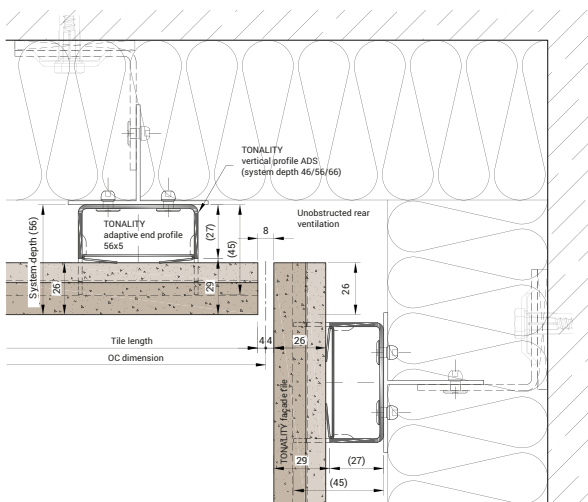 TONALITY
vertical profile ADS
(system depth 46/56/66)
8
Unobstructed rear
ventilation
TONALITY
adaptive end profile
56x5
(27)
(45)
System depth (56)
26
29
26
Tile length
4 4
26
OC dimension
TONALITY façade tile
29
(27)
(45)